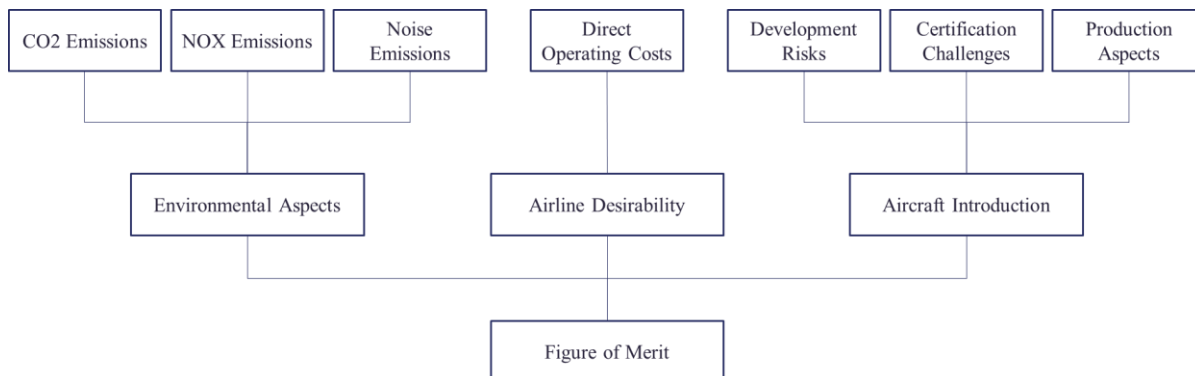 CO2 Emissions
NOX Emissions
Noise
Emissions
Direct
Operating Costs
Development
Risks
Certification
Challenges
Production
Aspects
Environmental Aspects
Airline Desirability
Aircraft Introduction
Figure of Merit